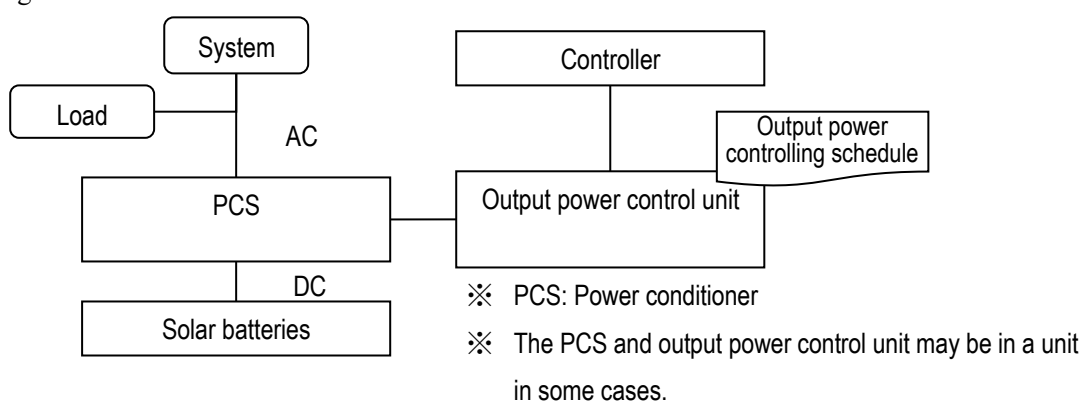 System
Controller
Load
Output power
controlling schedule
AC
PCS
Output power control unit
DC
Solar batteries
※ PCS: Power conditioner
※ The PCS and output power control unit may be in a unit
in some cases.